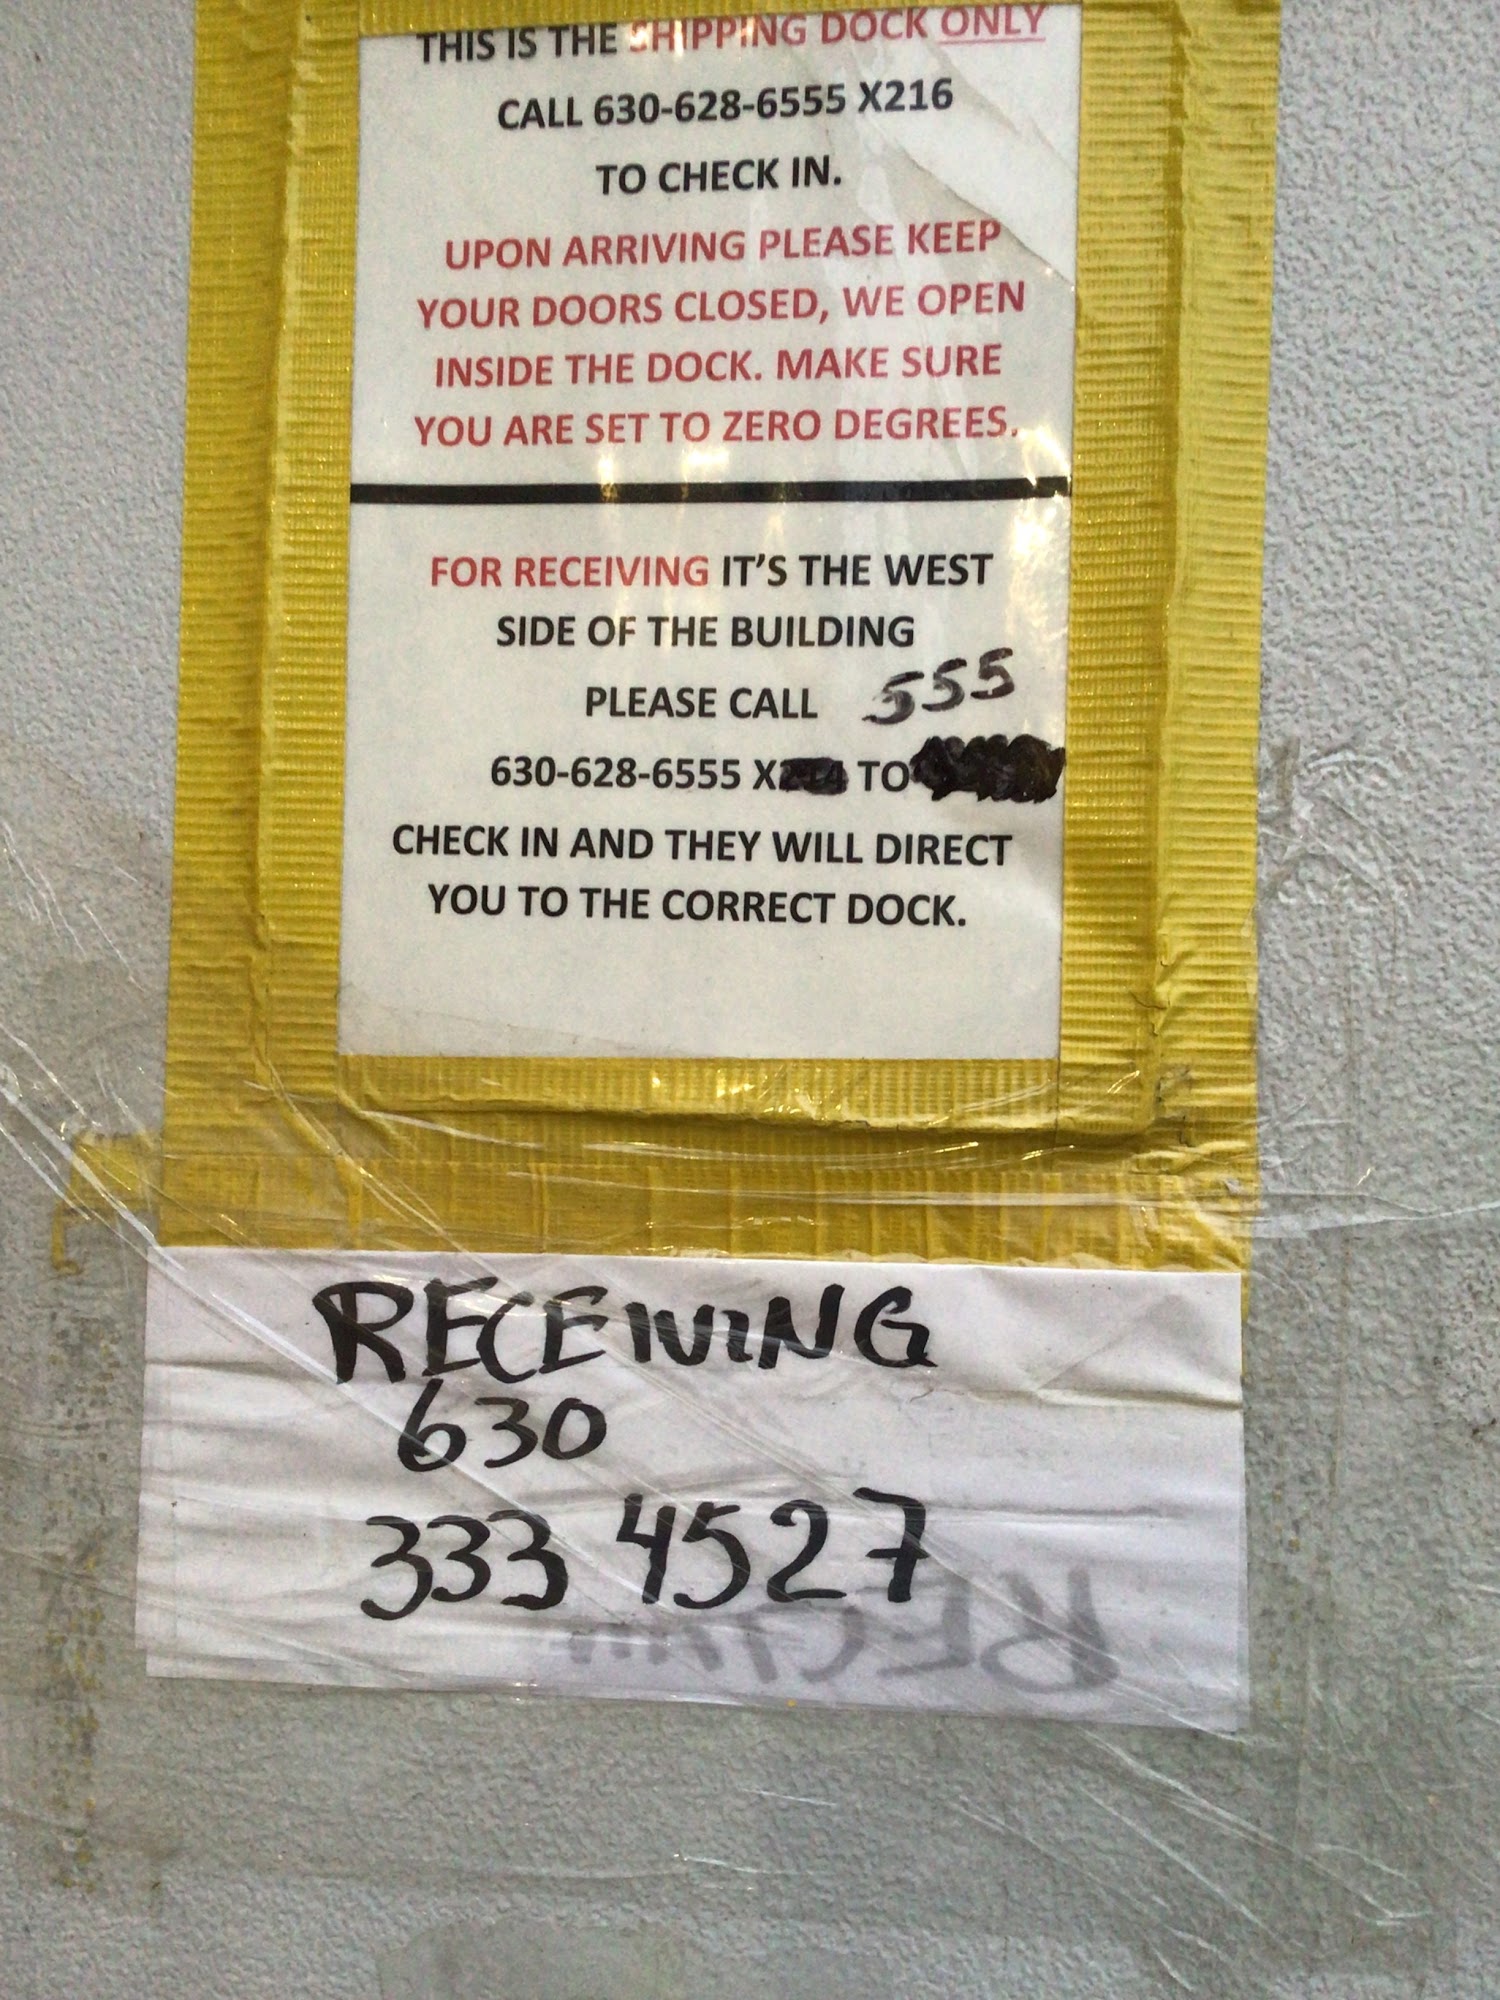 THIS IS THE SHIPPING DOCK ONLY
CALL 630-628-6555 X216
TO CHECK IN.
UPON ARRIVING PLEASE KEEP
YOUR DOORS CLOSED, WE OPEN
INSIDE THE DOCK. MAKE SURE
YOU ARE SET TO ZERO DEGREES.
FOR RECEIVING IT'S THE WEST
SIDE OF THE BUILDING
PLEASE CALL 555
630-628-6555 X TO
CHECK IN AND THEY WILL DIRECT
YOU TO THE CORRECT DOCK.
RECEIVING
630
333 4527